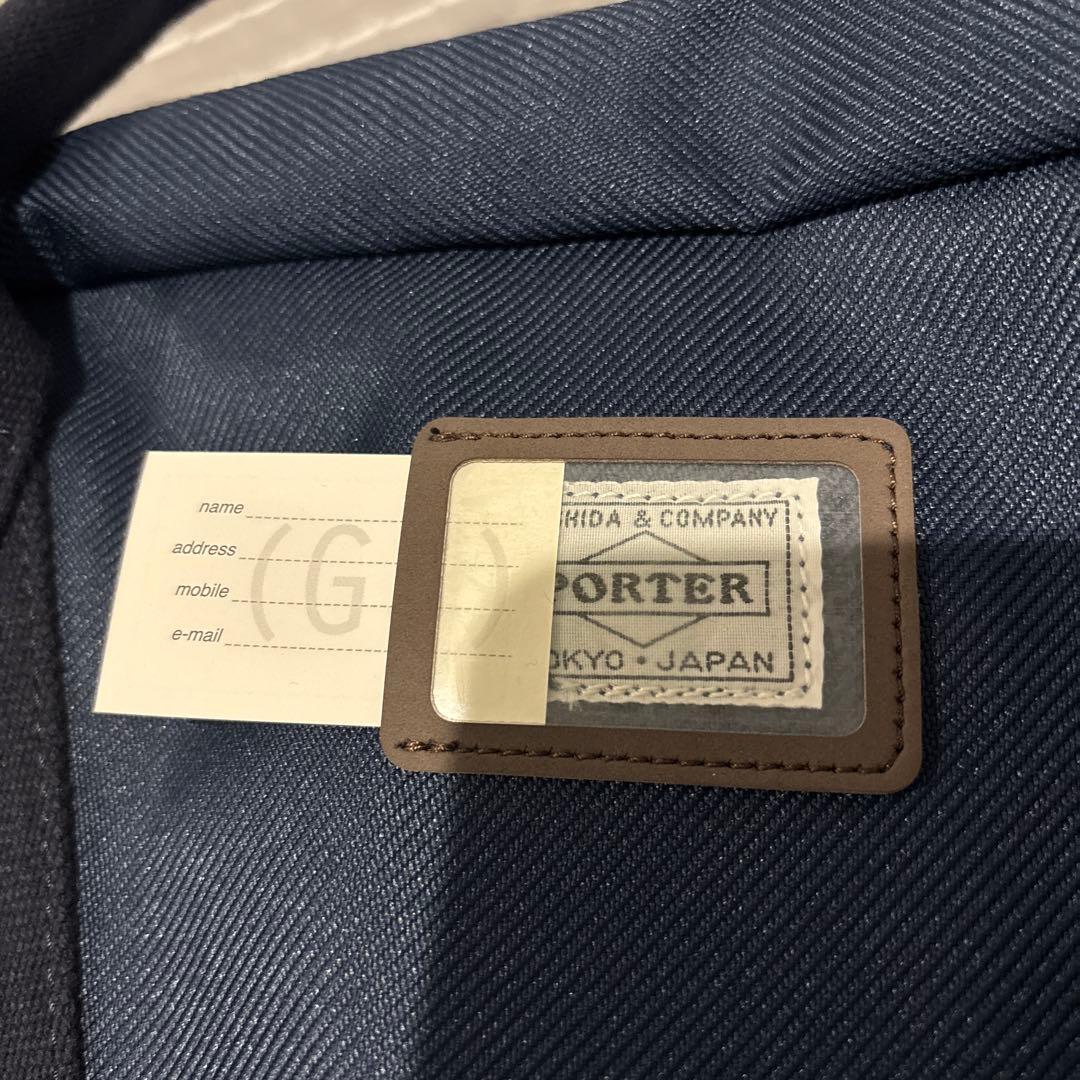 name
address
mobile
e-mail
(G )
HIDA & COMPANY
PORTER
OKYO • JAPAN